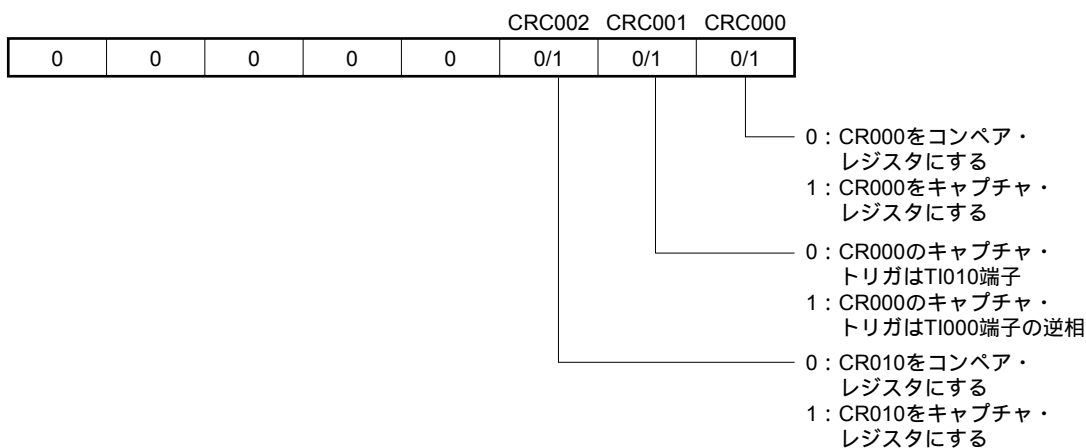 CRC002 CRC001 CRC000
0 0 0 0 0 0/1 0/1 0/1
0:CR000をコンペア・
レジスタにする
1:CR000をキャプチャ・
レジスタにする
0:CR000のキャプチャ・
トリガはTI010端子
1:CR000のキャプチャ・
トリガはTI000端子の逆相
0:CR010をコンペア・
レジスタにする
1:CR010をキャプチャ・
レジスタにする